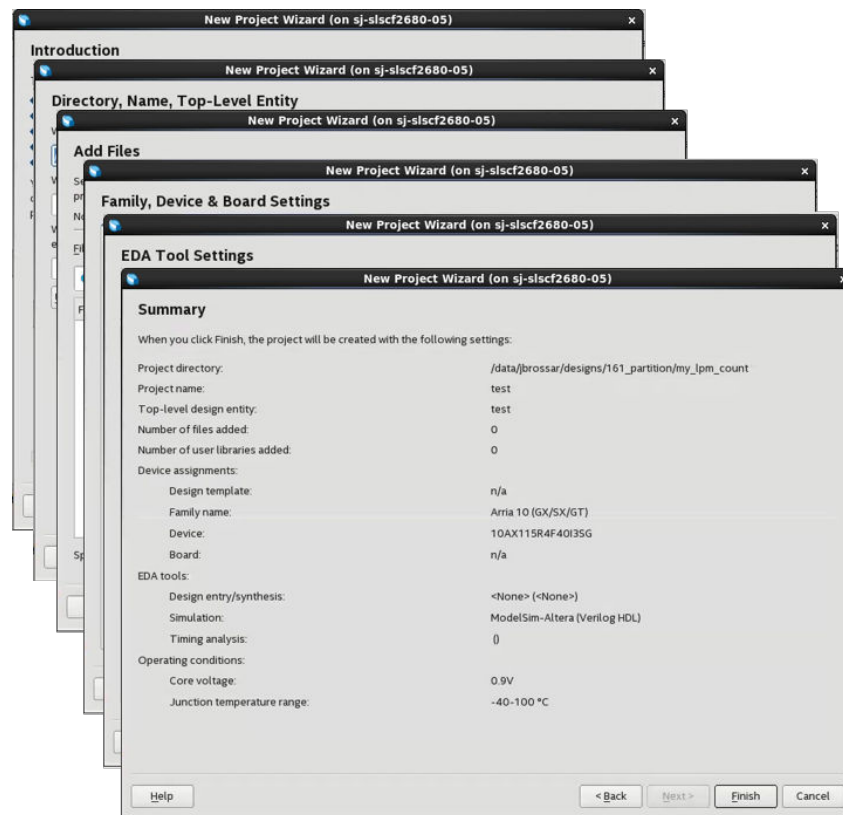 New Project Wizard (on sj-slscf2680-05)
Introduction
New Project Wizard (on sj-slscf2680-05)
Directory, Name, Top-Level Entity
New Project Wizard (on sj-slscf2680-05)
Add Files
New Project Wizard (on sj-slscf2680-05)
Family, Device & Board Settings
New Project Wizard (on sj-slscf2680-05)
EDA Tool Settings
New Project Wizard (on sj-slscf2680-05)
Summary
When you click Finish, the project will be created with the following settings:
Project directory: /data/jbrossar/designs/161_partition/my_lpm_count
Project name: test
Top-level design entity: test
Number of files added: 0
Number of user libraries added: 0
Device assignments:
Design template: n/a
Family name: Arria 10 (GX/SX/GT)
Device: 10AX115R4F40I3SG
Board: n/a
EDA tools:
Design entry/synthesis: <None> (<None>)
Simulation: ModelSim-Altera (Verilog HDL)
Timing analysis: ()
Operating conditions:
Core voltage: 0.9V
Junction temperature range: -40-100 °C
Help < Back Next > Finish Cancel